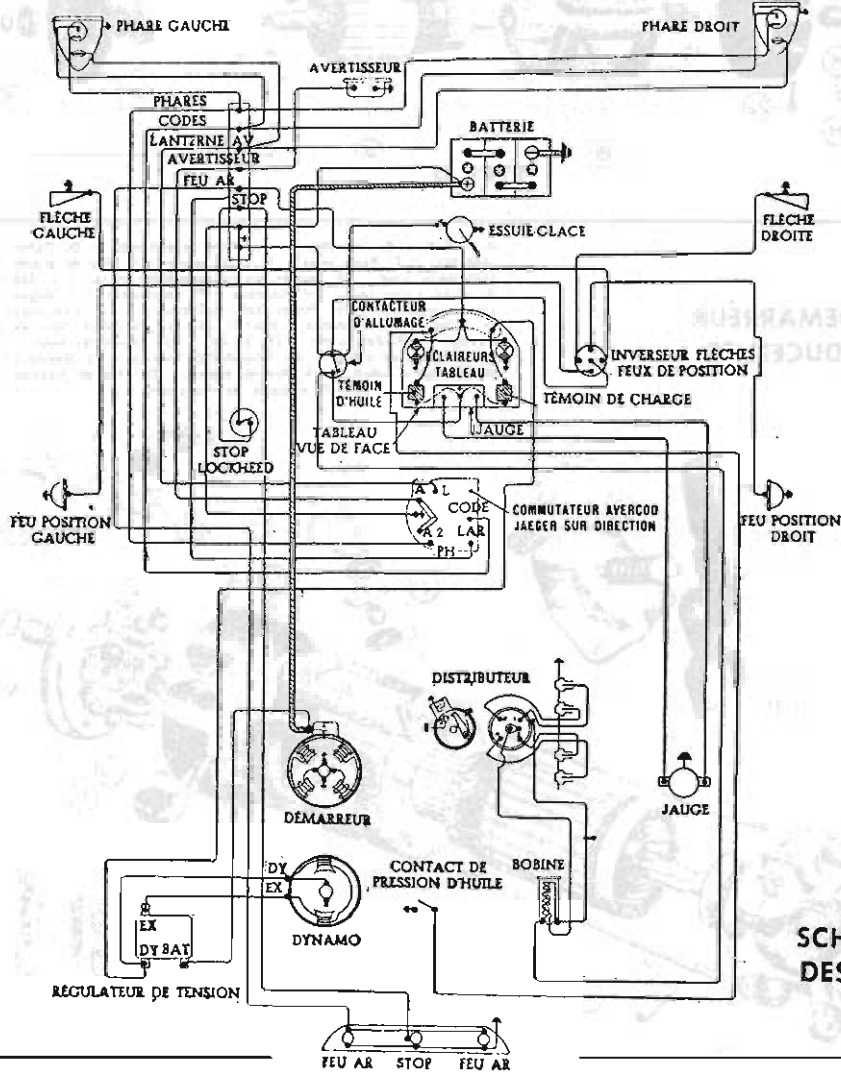 PHARE GAUCHE
PHARE DROIT
AVERTISSEUR
PHARES
CODES
LANTERNE AV
AVERTISSEUR
FEU AR
STOP
+
BATTERIE
FLÈCHE
GAUCHE
ESSUIE-GLACE
FLÈCHE
DROITE
CONTACTEUR
D'ALLUMAGE
ÉCLAIREURS
TABLEAU
INVERSEUR FLÈCHES
FEUX DE POSITION
TÉMOIN
D'HUILE
TÉMOIN DE CHARGE
TABLEAU
VUE DE FACE
JAUGE
STOP
LOCKHEED
A L
CODE
A 2
LAR
PH
COMMUTATEUR AVERCOD
JAEGER SUR DIRECTION
FEU POSITION
GAUCHE
FEU POSITION
DROIT
DISTRIBUTEUR
DÉMARREUR
JAUGE
DY
EX
DYNAMO
CONTACT DE
PRESSION D'HUILE
BOBINE
EX
DY BAT
RÉGULATEUR DE TENSION
SCH
DES
FEU AR STOP FEU AR